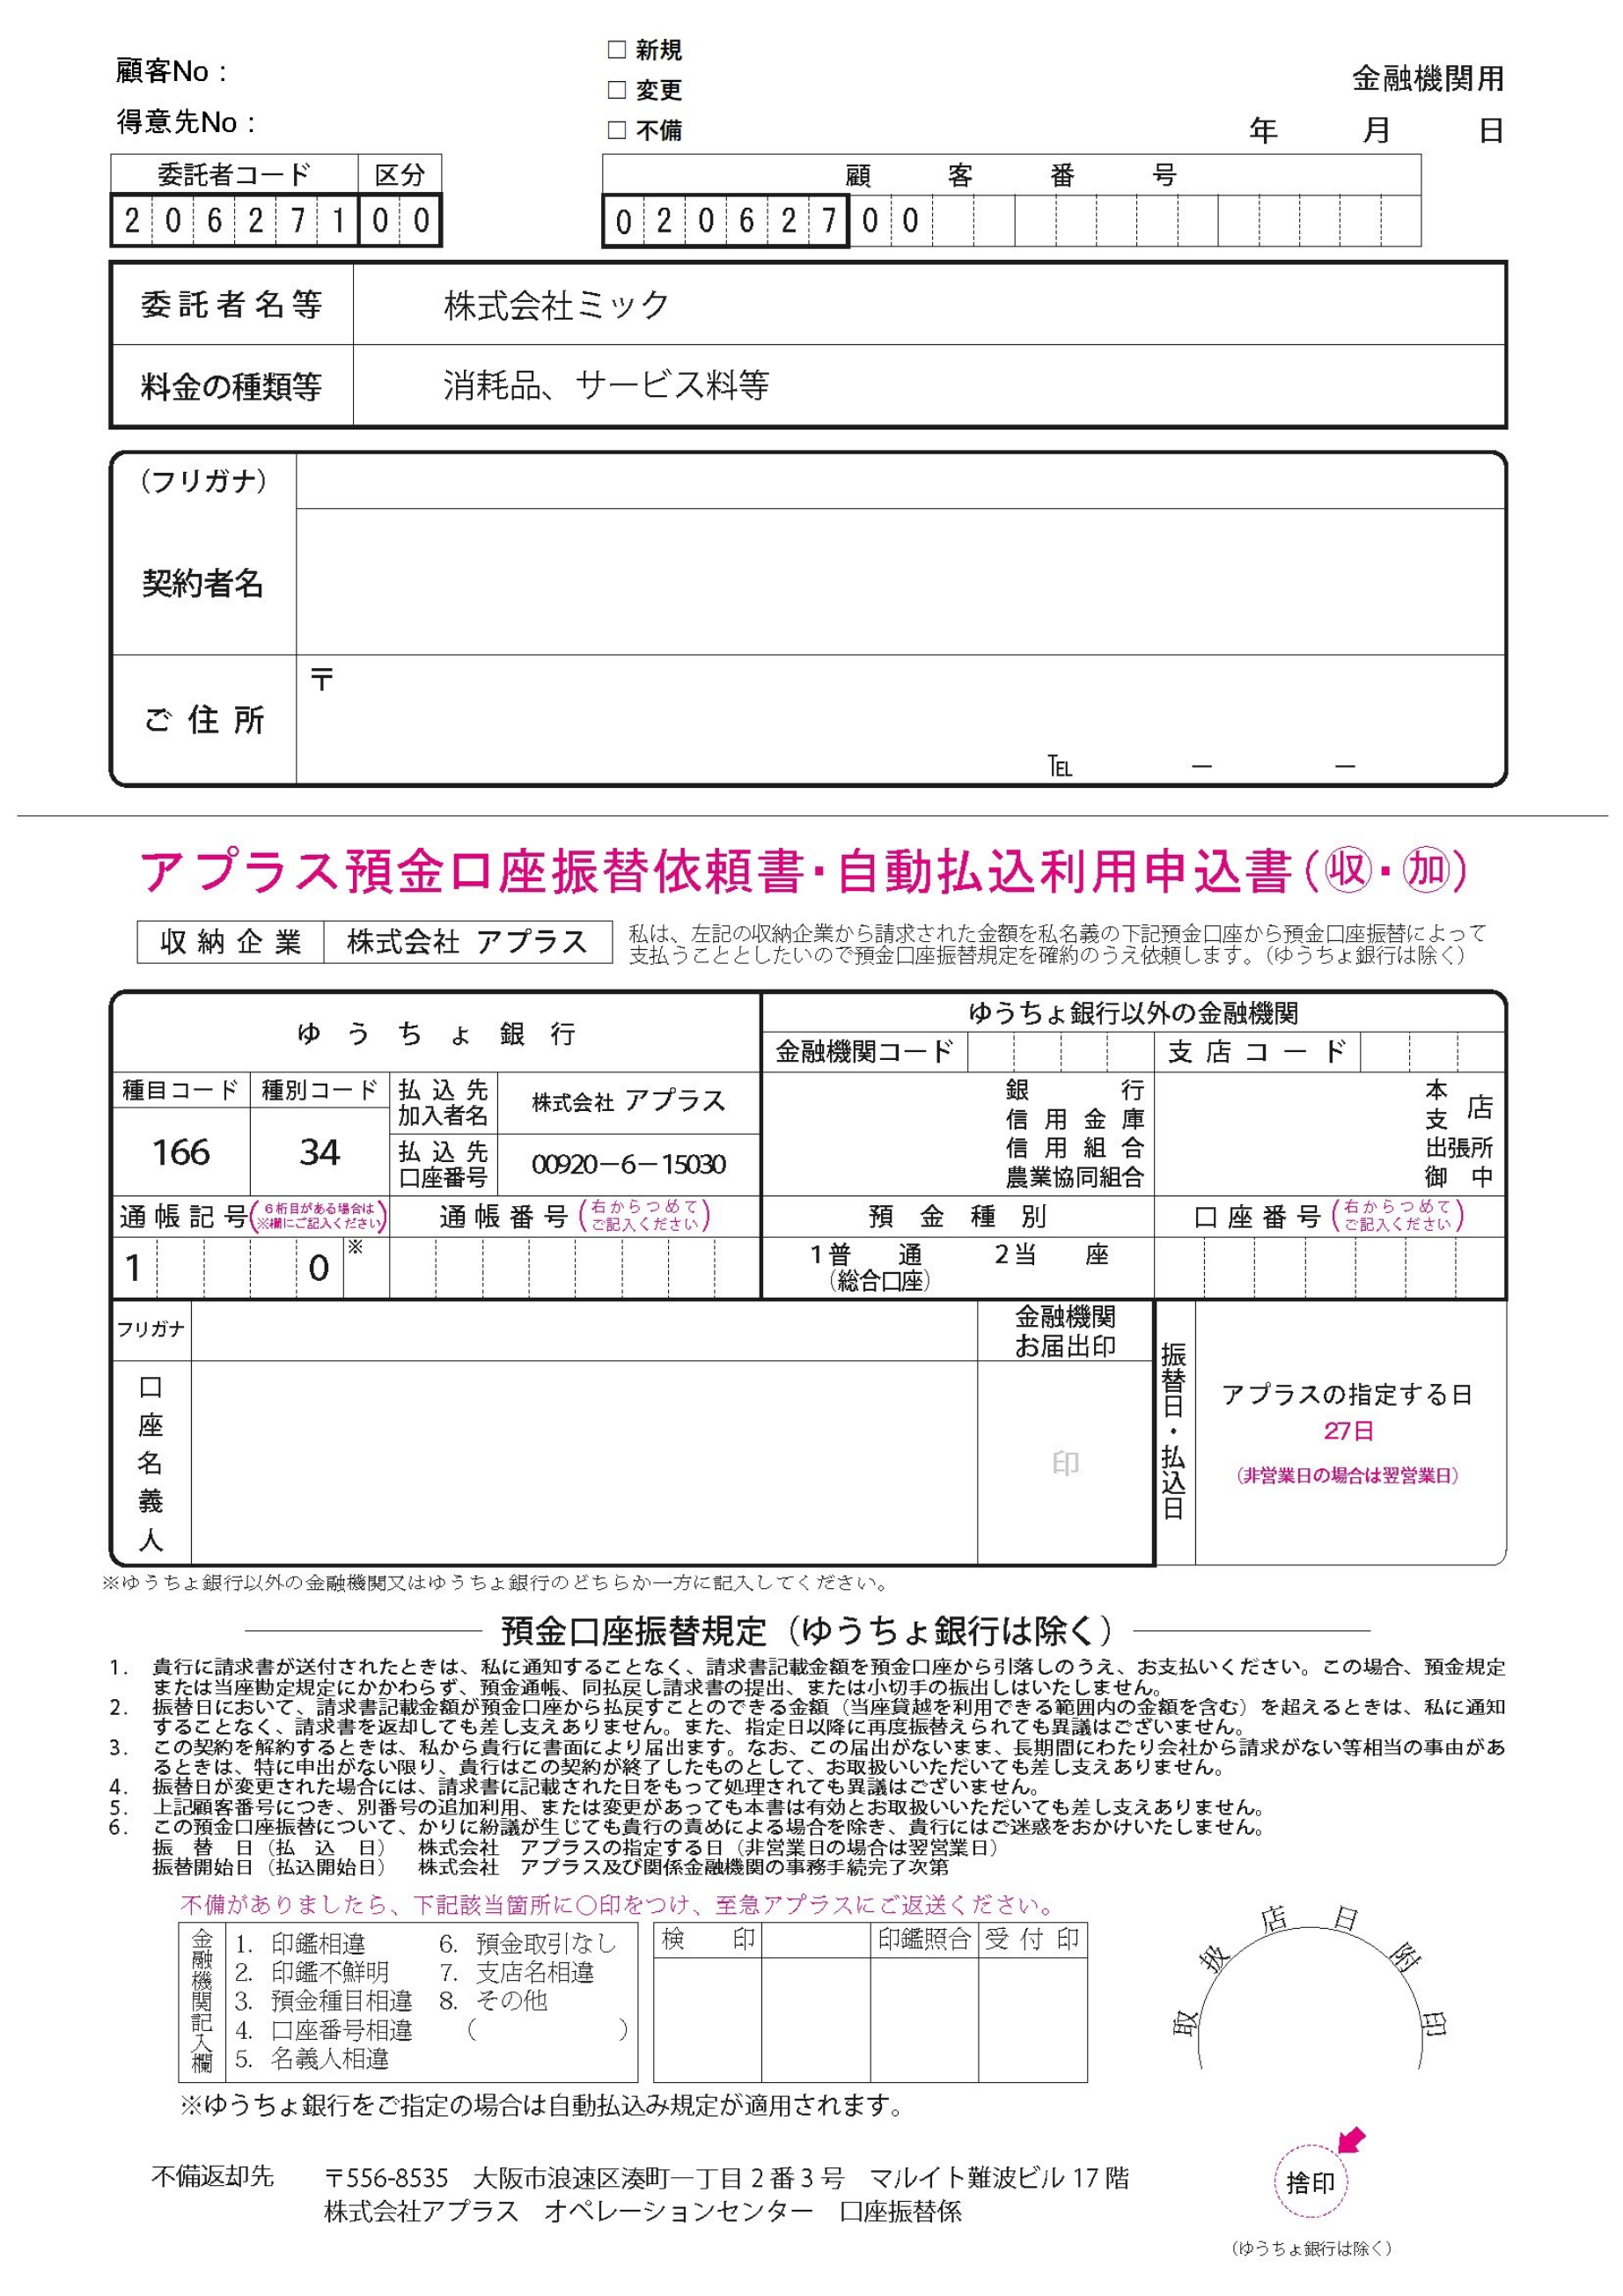 顧客No：
得意先No：
□ 新規
□ 変更
□ 不備
金融機関用
年 月 日
委託者コード 区分
2 0 6 2 7 1 0 0
顧 客 番 号
0 2 0 6 2 7 0 0
委託者名等 株式会社ミック
料金の種類等 消耗品、サービス料等
（フリガナ）
契約者名
ご住所
〒
TEL － －
アプラス預金口座振替依頼書・自動払込利用申込書（収・加）
収納企業 株式会社 アプラス
私は、左記の収納企業から請求された金額を私名義の下記預金口座から預金口座振替によって
支払うこととしたいので預金口座振替規定を確約のうえ依頼します。（ゆうちょ銀行は除く）
ゆうちょ銀行
種目コード 種別コード
166 34
払込先
加入者名
株式会社 アプラス
払込先
口座番号
00920－6－15030
通帳記号（6桁目がある場合は
※欄にご記入ください）
通帳番号（右からつめて
ご記入ください）
1 0 ※
ゆうちょ銀行以外の金融機関
金融機関コード 支店コード
銀行
信用金庫
信用組合
農業協同組合
本
支 店
出張所
御中
預金種別
口座番号（右からつめて
ご記入ください）
1普通 2当座
（総合口座）
フリガナ
口座名義人
金融機関
お届出印
印
振替日・払込日
アプラスの指定する日
27日
（非営業日の場合は翌営業日）
※ゆうちょ銀行以外の金融機関又はゆうちょ銀行のどちらか一方に記入してください。
預金口座振替規定（ゆうちょ銀行は除く）
1. 貴行に請求書が送付されたときは、私に通知することなく、請求書記載金額を預金口座から引落しのうえ、お支払いください。この場合、預金規定
または当座勘定規定にかかわらず、預金通帳、同払戻し請求書の提出、または小切手の振出しはいたしません。
2. 振替日において、請求書記載金額が預金口座から払戻すことのできる金額（当座貸越を利用できる範囲内の金額を含む）を超えるときは、私に通知
することなく、請求書を返却しても差し支えありません。また、指定日以降に再度振替えられても異議はございません。
3. この契約を解約するときは、私から貴行に書面により届出ます。なお、この届出がないまま、長期間にわたり会社から請求がない等相当の事由があ
るときは、特に申出がない限り、貴行はこの契約が終了したものとして、お取扱いいただいても差し支えありません。
4. 振替日が変更された場合には、請求書に記載された日をもって処理されても異議はございません。
5. 上記顧客番号につき、別番号の追加利用、または変更があっても本書は有効とお取扱いいただいても差し支えありません。
6. この預金口座振替について、かりに紛議が生じても貴行の責めによる場合を除き、貴行にはご迷惑をおかけいたしません。
振替日（払込日） 株式会社 アプラスの指定する日（非営業日の場合は翌営業日）
振替開始日（払込開始日） 株式会社 アプラス及び関係金融機関の事務手続完了次第
不備がありましたら、下記該当箇所に○印をつけ、至急アプラスにご返送ください。
金融機関記入欄
1. 印鑑相違 6. 預金取引なし
2. 印鑑不鮮明 7. 支店名相違
3. 預金種目相違 8. その他
4. 口座番号相違 （ ）
5. 名義人相違
検印 印鑑照合 受付印
取扱店日附印
※ゆうちょ銀行をご指定の場合は自動払込み規定が適用されます。
不備返却先 〒556-8535 大阪市浪速区湊町一丁目2番3号 マルイト難波ビル17階
株式会社アプラス オペレーションセンター 口座振替係
捨印
（ゆうちょ銀行は除く）